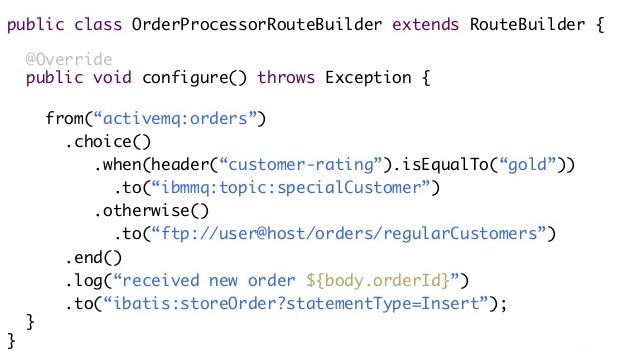 public class OrderProcessorRouteBuilder extends RouteBuilder {
@Override
public void configure() throws Exception {
from(“activemq:orders”)
.choice()
.when(header(“customer-rating”).isEqualTo(“gold”))
.to(“ibmmq:topic:specialCustomer”)
.otherwise()
.to(“ftp://user@host/orders/regularCustomers”)
.end()
.log(“received new order ${body.orderId}”)
.to(“ibatis:storeOrder?statementType=Insert”);
}
}